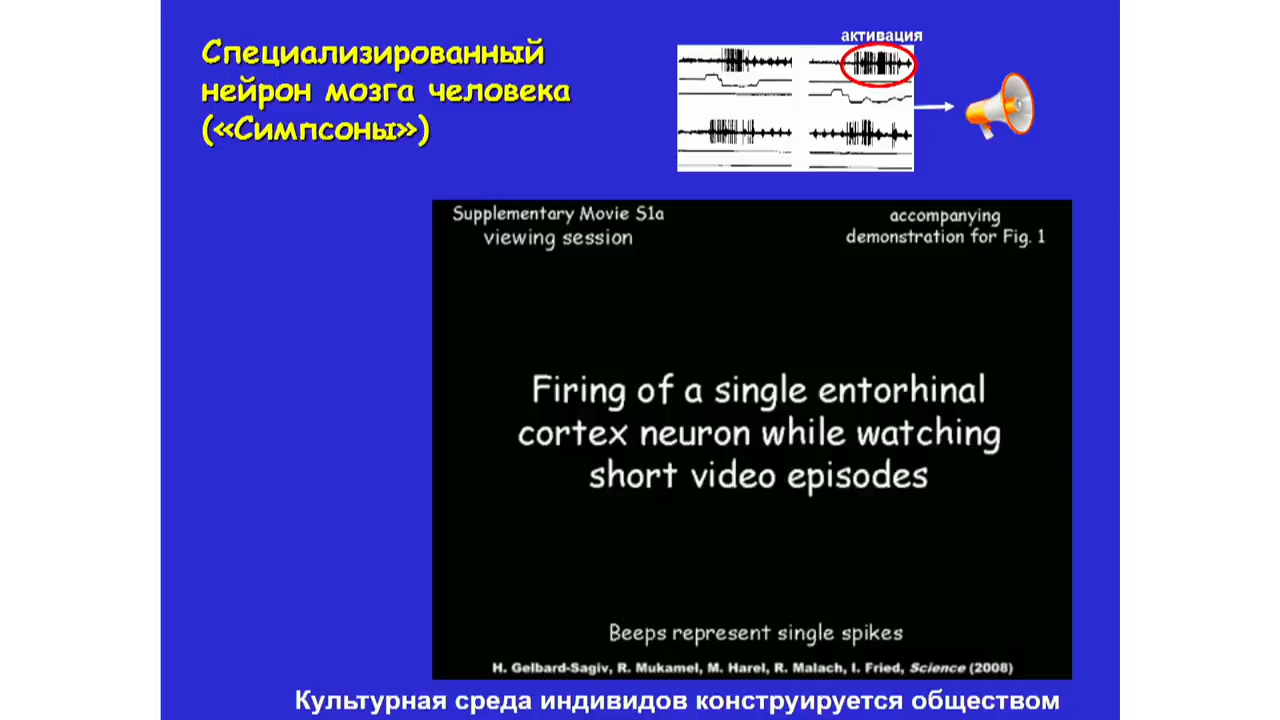 Специализированный
нейрон мозга человека
(«Симпсоны»)
активация
Supplementary Movie S1a
viewing session
accompanying
demonstration for Fig. 1
Firing of a single entorhinal
cortex neuron while watching
short video episodes
Beeps represent single spikes
H. Gelbard-Sagiv, R. Mukamel, M. Harel, R. Malach, I. Fried, Science (2008)
Культурная среда индивидов конструируется обществом